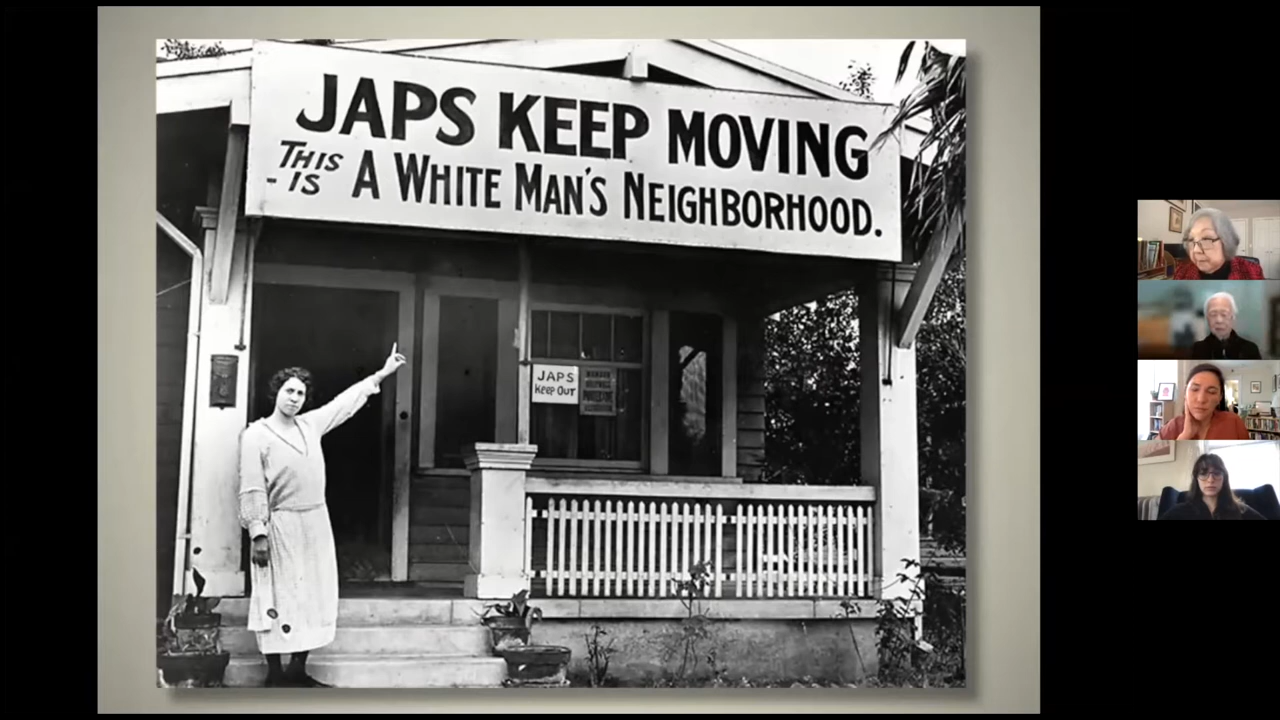 JAPS KEEP MOVING
THIS
- IS A WHITE MAN'S NEIGHBORHOOD.
JAPS
KEEP OUT